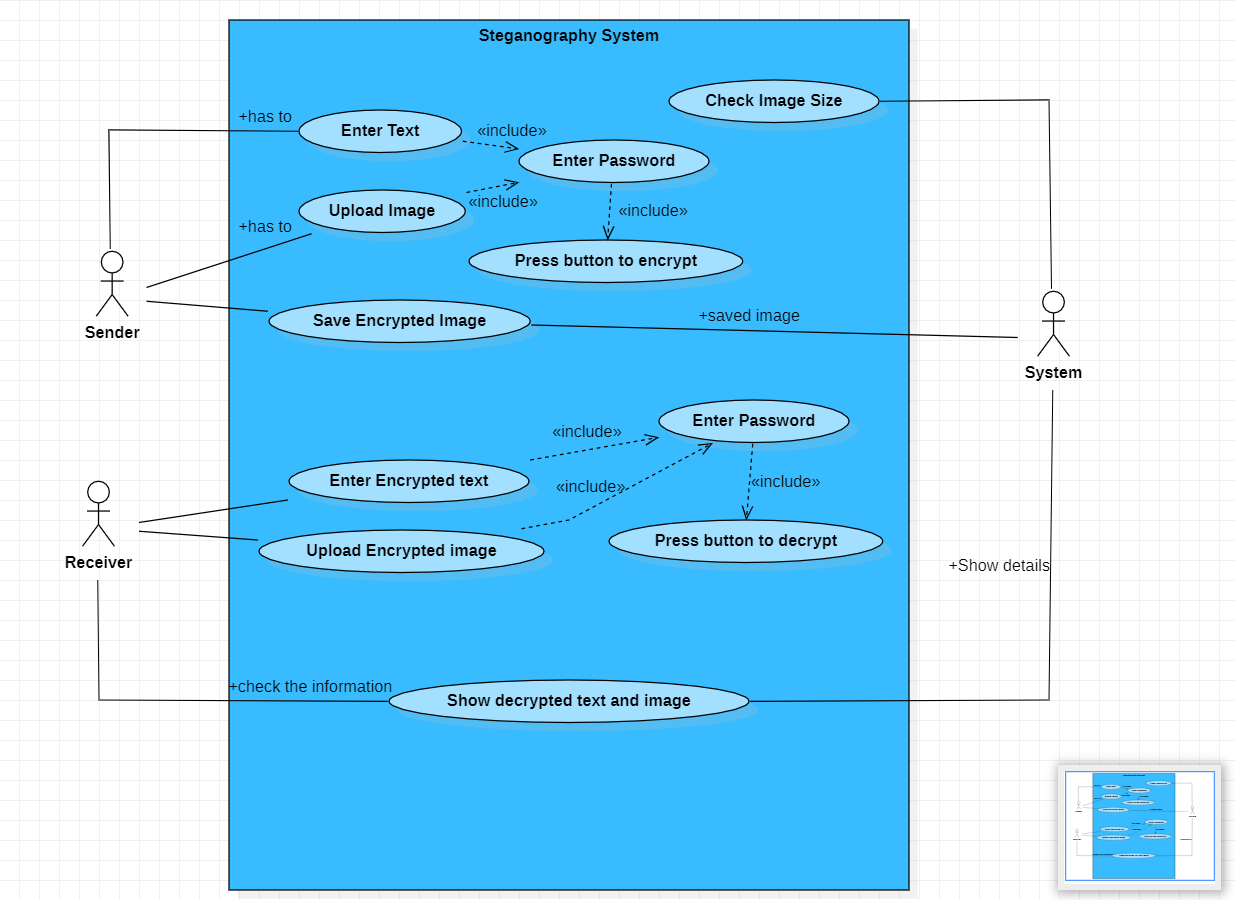 Steganography System
Check Image Size
+has to
Enter Text
«include»
Enter Password
Upload Image
«include»
«include»
+has to
Press button to encrypt
Save Encrypted Image
+saved image
Sender
System
Enter Password
«include»
Enter Encrypted text
«include»
«include»
Upload Encrypted image
Press button to decrypt
Receiver
+Show details
+check the information
Show decrypted text and image